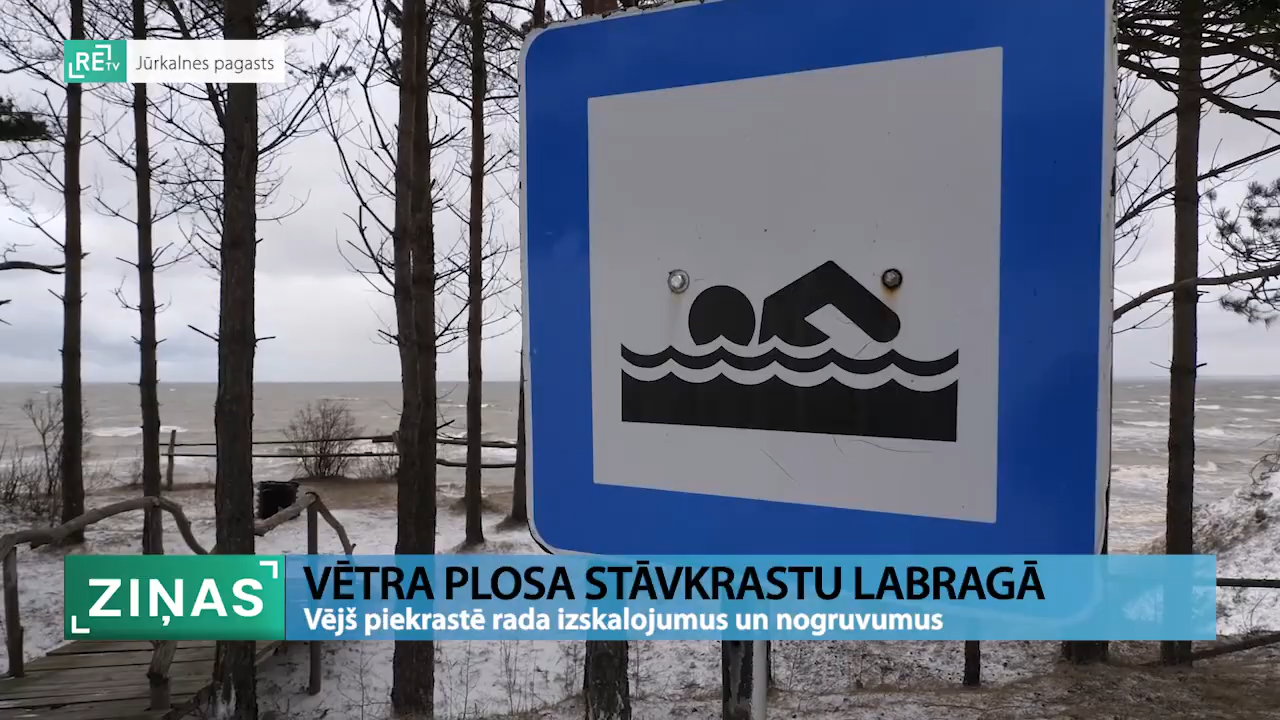 RE TV Jūrkalnes pagasts
ZIŅAS
VĒTRA PLOSA STĀVKRASTU LABRAGĀ
Vējš piekrastē rada izskalojumus un nogruvumus